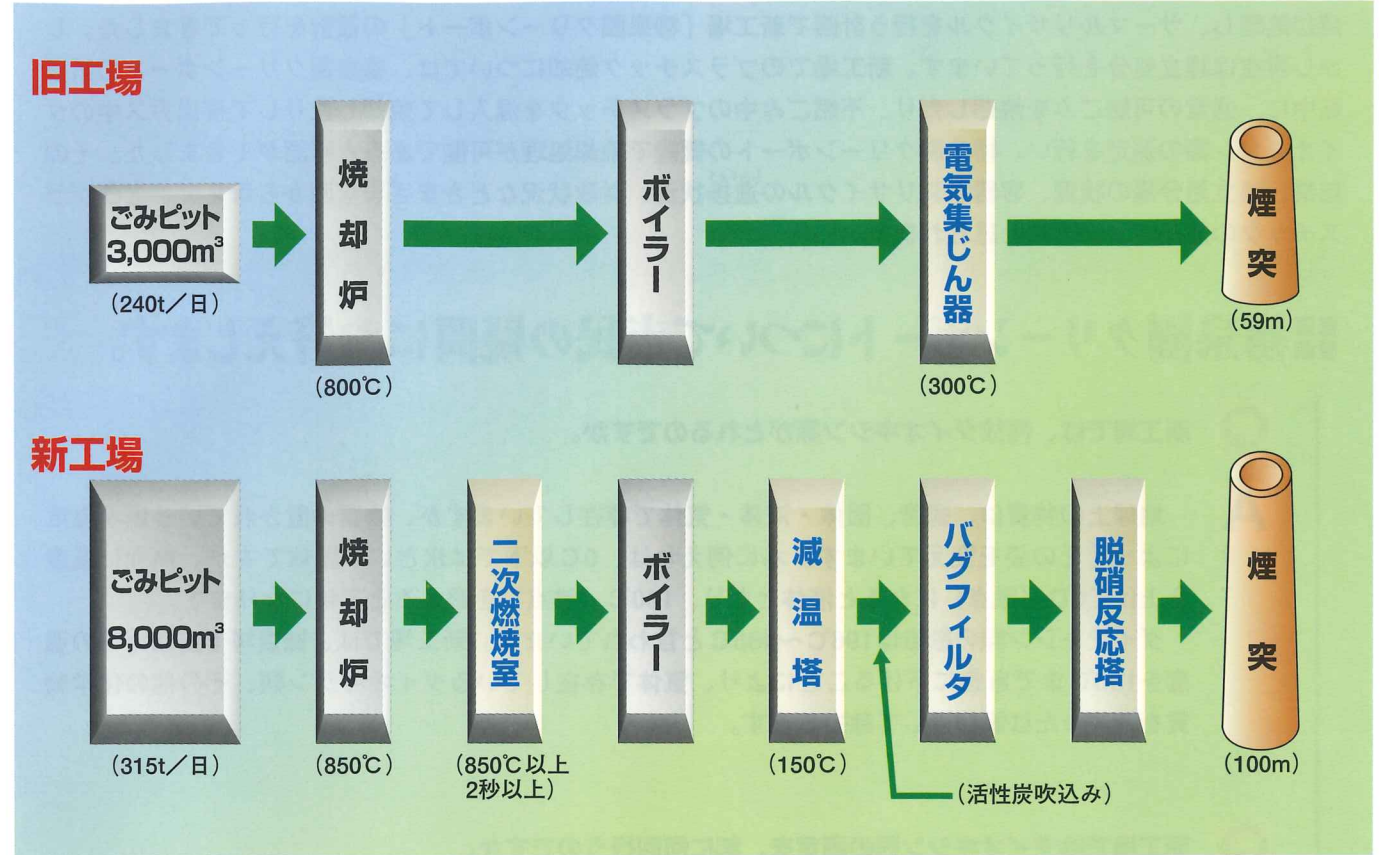 旧工場
ごみピット
3,000m³
(240t/日)
焼却炉
(800℃)
ボイラー
電気集じん器
(300℃)
煙突
(59m)
新工場
ごみピット
8,000m³
(315t/日)
焼却炉
(850℃)
二次燃焼室
(850℃以上
2秒以上)
ボイラー
減温塔
(150℃)
(活性炭吹込み)
バグフィルタ
脱硝反応塔
煙突
(100m)